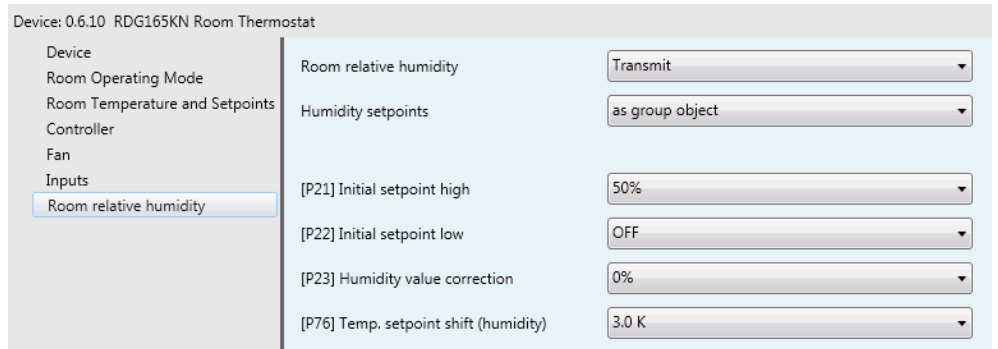 Device: 0.6.10 RDG165KN Room Thermostat
Device
Room Operating Mode
Room Temperature and Setpoints
Controller
Fan
Inputs
Room relative humidity
Room relative humidity Transmit
Humidity setpoints as group object
[P21] Initial setpoint high 50%
[P22] Initial setpoint low OFF
[P23] Humidity value correction 0%
[P76] Temp. setpoint shift (humidity) 3.0 K